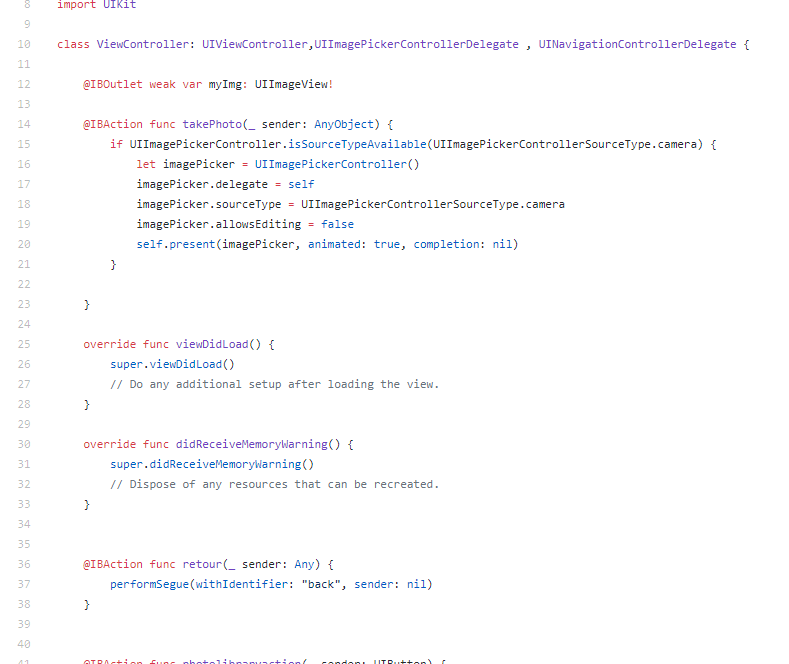 8 import UIKit
9
10 class ViewController: UIViewController,UIImagePickerControllerDelegate , UINavigationControllerDelegate {
11
12 @IBOutlet weak var myImg: UIImageView!
13
14 @IBAction func takePhoto(_ sender: AnyObject) {
15 if UIImagePickerController.isSourceTypeAvailable(UIImagePickerControllerSourceType.camera) {
16 let imagePicker = UIImagePickerController()
17 imagePicker.delegate = self
18 imagePicker.sourceType = UIImagePickerControllerSourceType.camera
19 imagePicker.allowsEditing = false
20 self.present(imagePicker, animated: true, completion: nil)
21 }
22
23 }
24
25 override func viewDidLoad() {
26 super.viewDidLoad()
27 // Do any additional setup after loading the view.
28 }
29
30 override func didReceiveMemoryWarning() {
31 super.didReceiveMemoryWarning()
32 // Dispose of any resources that can be recreated.
33 }
34
35
36 @IBAction func retour(_ sender: Any) {
37 performSegue(withIdentifier: "back", sender: nil)
38 }
39
40
41 @IBAction func photolibraryaction(_ sender: UIButton) {